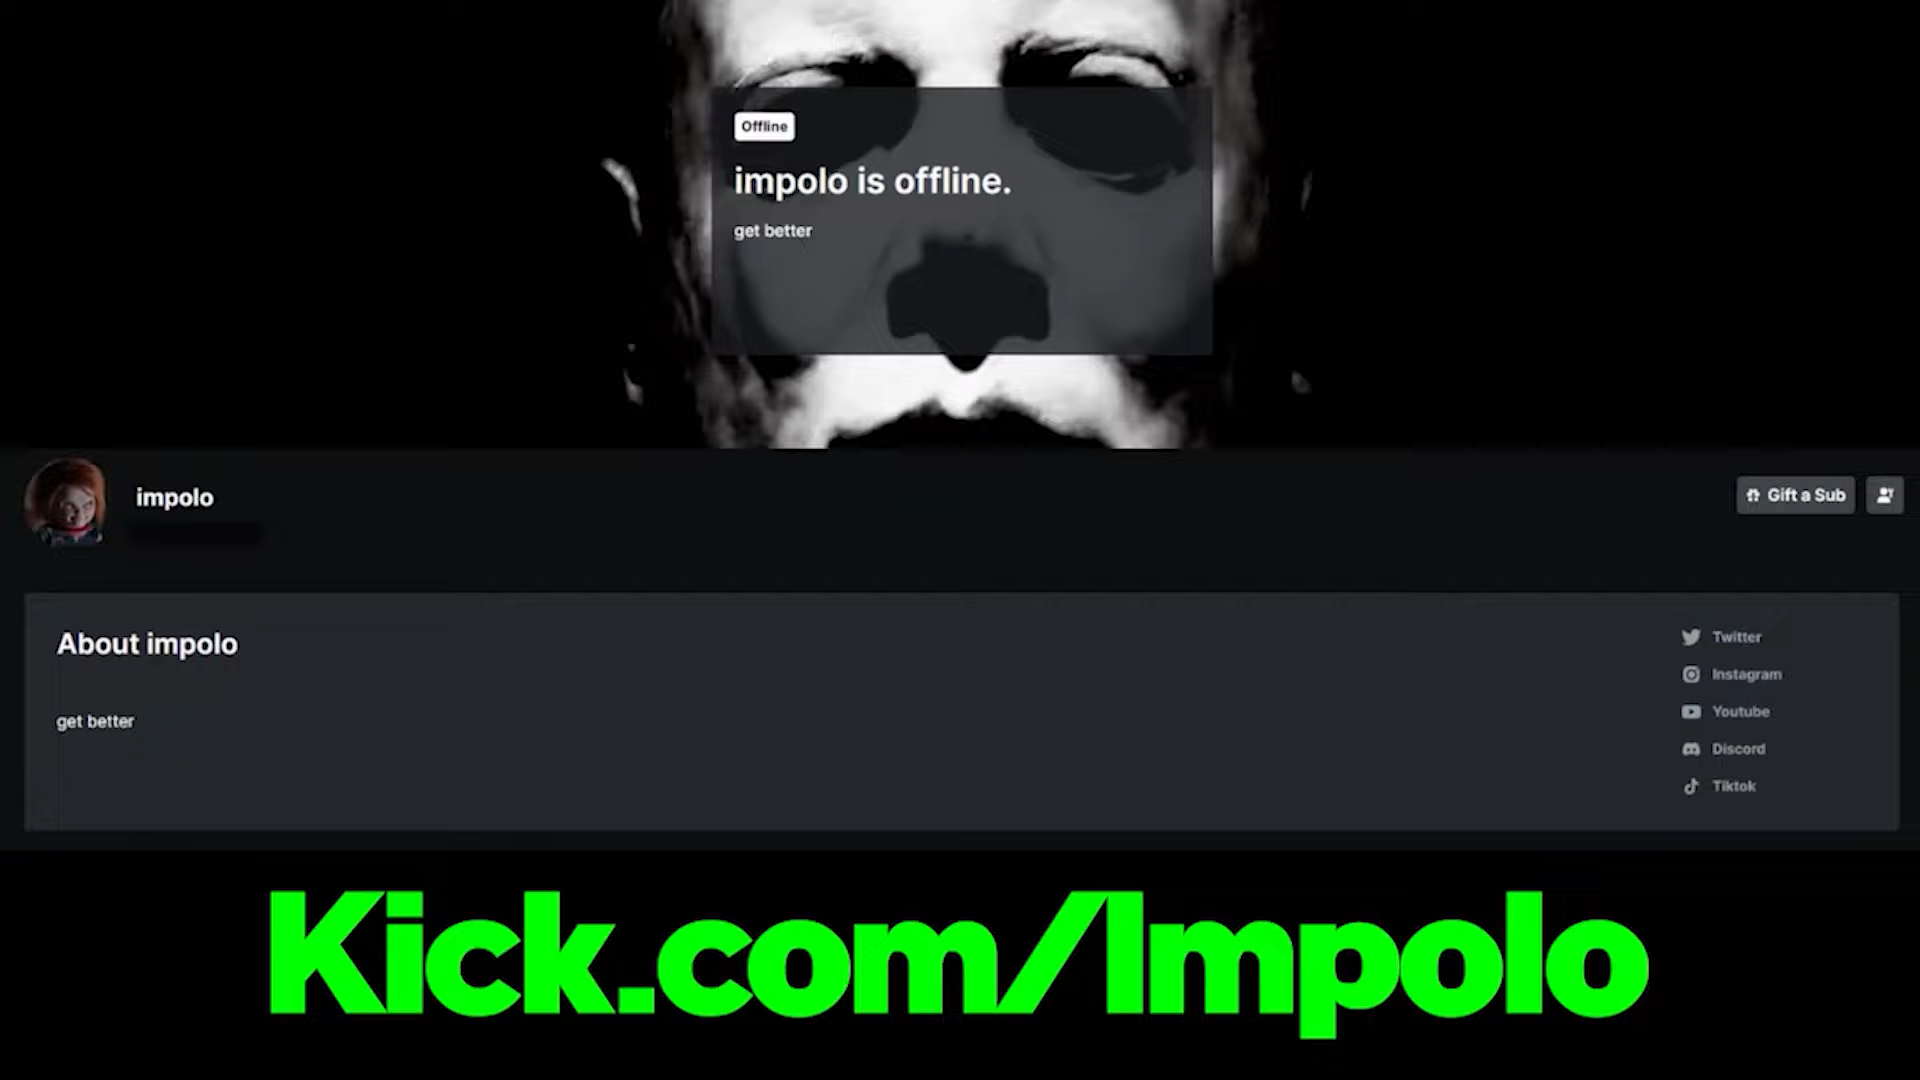 Offline
impolo is offline.
get better
impolo
Gift a Sub
About impolo
get better
Twitter
Instagram
Youtube
Discord
Tiktok
Kick.com/Impolo